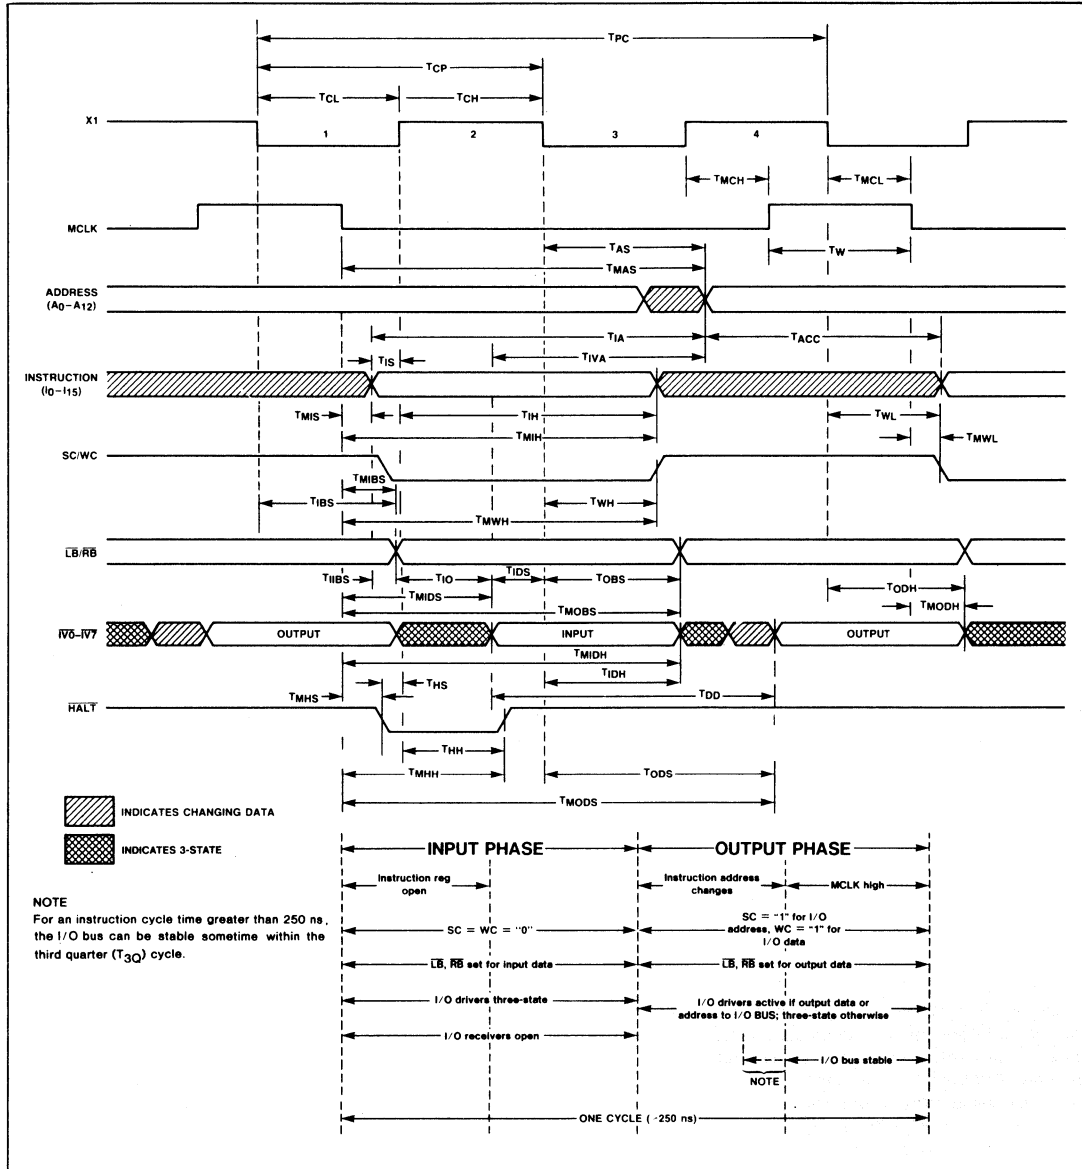 TPC
TCP
TCL
TCH
X1
1
2
3
4
TMCH
TMCL
MCLK
TAS
TW
TMAS
ADDRESS
(A0–A12)
TIA
TACC
TIS
TIVA
INSTRUCTION
(I0–I15)
TMIS
TIH
TWL
TMIH
TMWL
SC/WC
TMIBS
TIBS
TWH
TMWH
LB/RB
TIIBS
TIO
TIDS
TOBS
TODH
TMIDS
TMOBS
TMODH
IV0–IV7
OUTPUT
INPUT
OUTPUT
TMIDH
THS
TIDH
TMHS
TDD
HALT
THH
TMHH
TODS
TMODS
INDICATES CHANGING DATA
INDICATES 3-STATE
NOTE
For an instruction cycle time greater than 250 ns,
the I/O bus can be stable sometime within the
third quarter (T3Q) cycle.
INPUT PHASE
OUTPUT PHASE
Instruction reg
open
Instruction address
changes
MCLK high
SC = WC = "0"
SC = "1" for I/O
address, WC = "1" for
I/O data
LB, RB set for input data
LB, RB set for output data
I/O drivers three-state
I/O drivers active if output data or
address to I/O BUS; three-state otherwise
I/O receivers open
I/O bus stable
NOTE
ONE CYCLE (~250 ns)